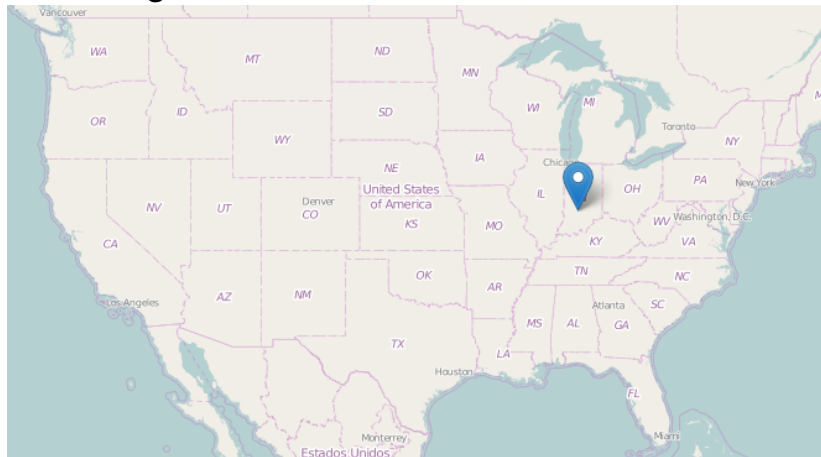 Vancouver
WA
MT
ND
MN
OR
ID
SD
WI
MI
WY
Toronto
NY
IA
Chicago
NE
PA
New York
NV
UT
Denver
CO
United States
of America
IL
OH
KS
MO
WV
Washington, D.C.
CA
KY
VA
AZ
NM
OK
AR
TN
NC
Los Angeles
Atlanta
SC
TX
MS
AL
GA
LA
Houston
FL
Monterrey
Miami
Estados Unidos